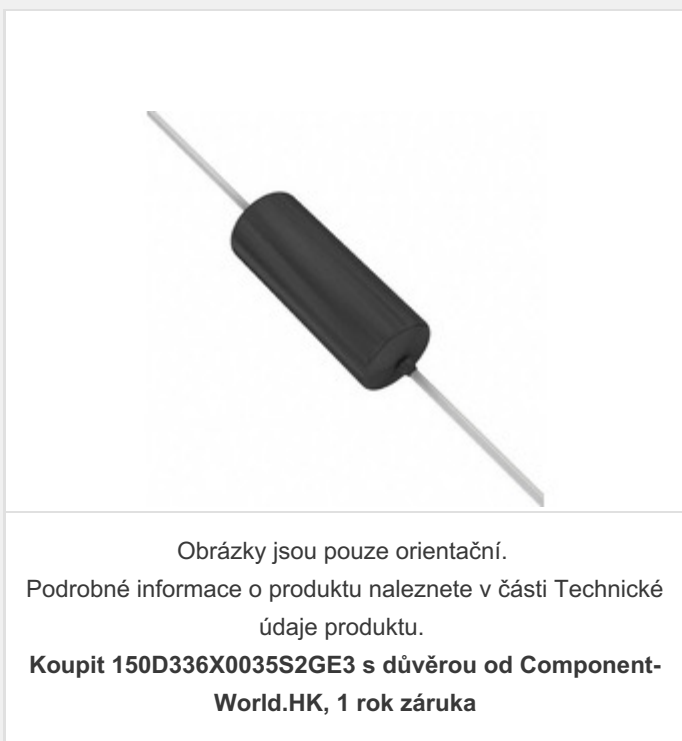 Obrázky jsou pouze orientační.
Podrobné informace o produktu naleznete v části Technické
údaje produktu.
Koupit 150D336X0035S2GE3 s důvěrou od Component-
World.HK, 1 rok záruka